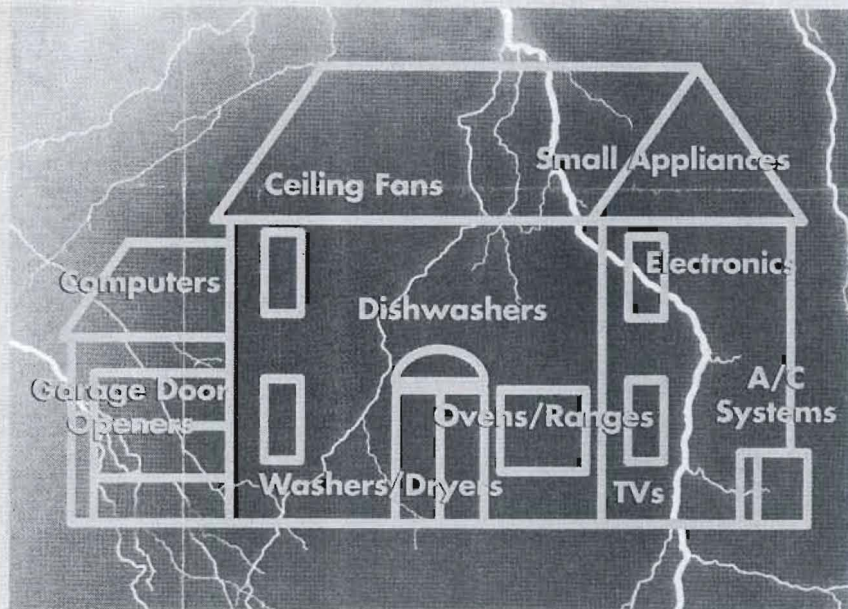 Small Appliances
Ceiling Fans
Electronics
Computers
Dishwashers
A/C
Systems
Garage Door
Openers
Ovens/Ranges
Washers/Dryers
TVs